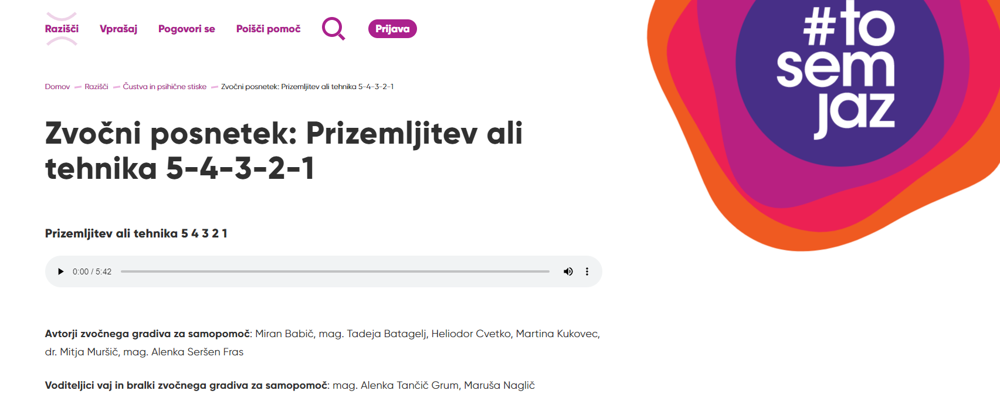 Razišči Vprašaj Pogovori se Poišči pomoč Prijava
#to
sem
jaz
Domov — Razišči — Čustva in psihične stiske — Zvočni posnetek: Prizemljitev ali tehnika 5-4-3-2-1
Zvočni posnetek: Prizemljitev ali
tehnika 5-4-3-2-1
Prizemljitev ali tehnika 5 4 3 2 1
0:00 / 5:42
Avtorji zvočnega gradiva za samopomoč: Miran Babič, mag. Tadeja Batagelj, Heliodor Cvetko, Martina Kukovec,
dr. Mitja Muršič, mag. Alenka Seršen Fras
Voditeljici vaj in bralki zvočnega gradiva za samopomoč: mag. Alenka Tančič Grum, Maruša Naglič